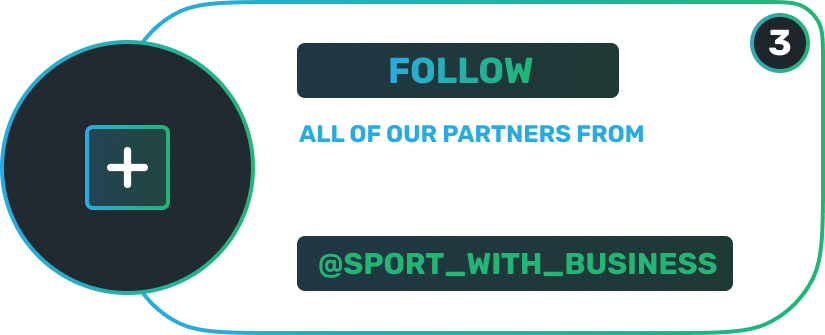 3
FOLLOW
ALL OF OUR PARTNERS FROM
@SPORT_WITH_BUSINESS